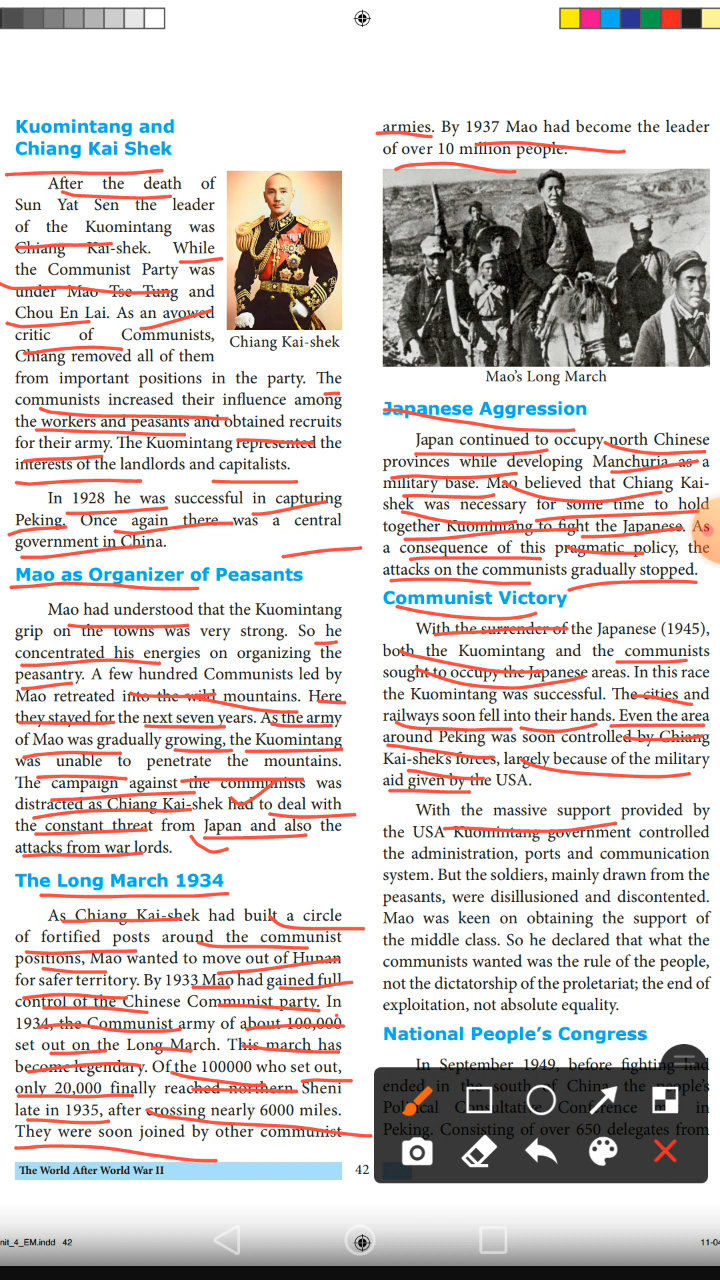 Kuomintang and
Chiang Kai Shek
After the death of
Sun Yat Sen the leader
of the Kuomintang was
Chiang Kai-shek. While
the Communist Party was
under Mao Tse Tung and
Chou En Lai. As an avowed
critic of Communists,
Chiang removed all of them
from important positions in the party. The
communists increased their influence among
the workers and peasants and obtained recruits
for their army. The Kuomintang represented the
interests of the landlords and capitalists.
Chiang Kai-shek
In 1928 he was successful in capturing
Peking. Once again there was a central
government in China.
Mao as Organizer of Peasants
Mao had understood that the Kuomintang
grip on the towns was very strong. So he
concentrated his energies on organizing the
peasantry. A few hundred Communists led by
Mao retreated into the wild mountains. Here
they stayed for the next seven years. As the army
of Mao was gradually growing, the Kuomintang
was unable to penetrate the mountains.
The campaign against the communists was
distracted as Chiang Kai-shek had to deal with
the constant threat from Japan and also the
attacks from war lords.
The Long March 1934
As Chiang Kai-shek had built a circle
of fortified posts around the communist
positions, Mao wanted to move out of Hunan
for safer territory. By 1933 Mao had gained full
control of the Chinese Communist party. In
1934, the Communist army of about 100,000
set out on the Long March. This march has
become legendary. Of the 100000 who set out,
only 20,000 finally reached northern Sheni
late in 1935, after crossing nearly 6000 miles.
They were soon joined by other communist
armies. By 1937 Mao had become the leader
of over 10 million people.
Mao's Long March
Japanese Aggression
Japan continued to occupy north Chinese
provinces while developing Manchuria as a
military base. Mao believed that Chiang Kai-
shek was necessary for some time to hold
together Kuomintang to fight the Japanese. As
a consequence of this pragmatic policy, the
attacks on the communists gradually stopped.
Communist Victory
With the surrender of the Japanese (1945),
both the Kuomintang and the communists
sought to occupy the Japanese areas. In this race
the Kuomintang was successful. The cities and
railways soon fell into their hands. Even the area
around Peking was soon controlled by Chiang
Kai-shek's forces, largely because of the military
aid given by the USA.
With the massive support provided by
the USA Kuomintang government controlled
the administration, ports and communication
system. But the soldiers, mainly drawn from the
peasants, were disillusioned and discontented.
Mao was keen on obtaining the support of
the middle class. So he declared that what the
communists wanted was the rule of the people,
not the dictatorship of the proletariat; the end of
exploitation, not absolute equality.
National People's Congress
In September 1949, before fighting had
ended in the south of China, the people's
Political Consultative Conference in
Peking. Consisting of over 650 delegates from
The World After World War II
42
nit_4_EM.indd 42
11-04